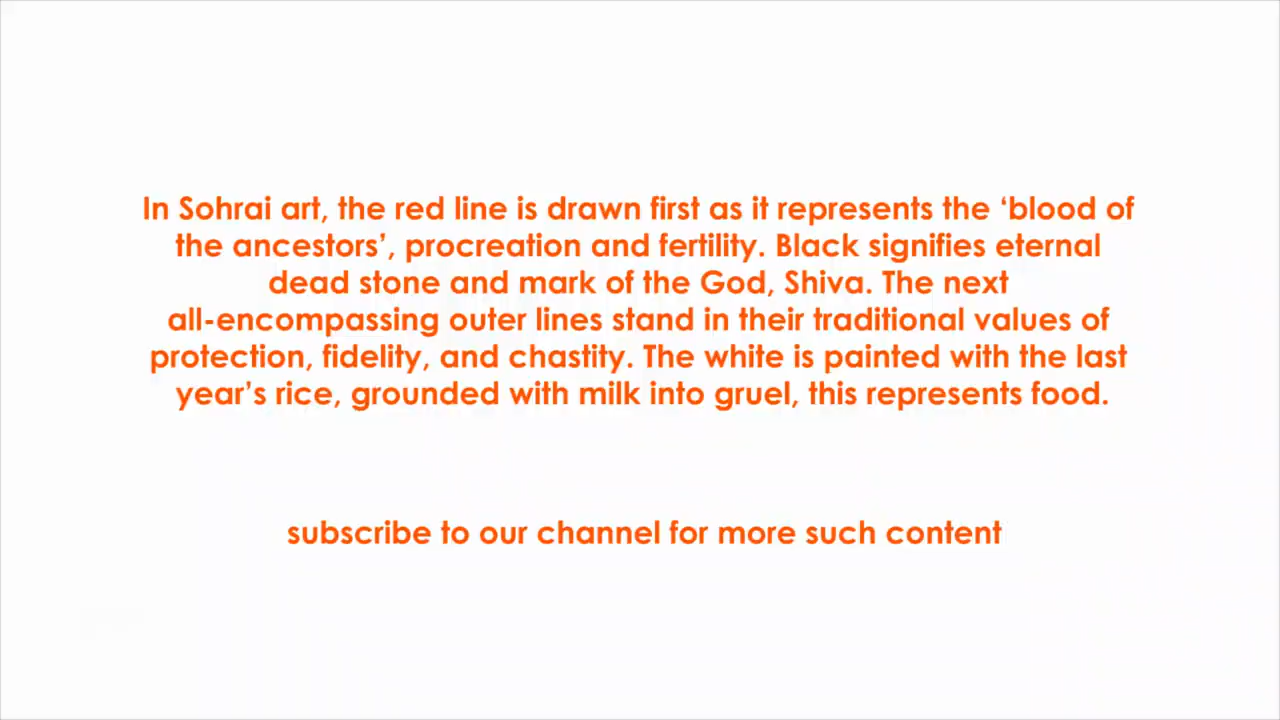 In Sohrai art, the red line is drawn first as it represents the ‘blood of
the ancestors’, procreation and fertility. Black signifies eternal
dead stone and mark of the God, Shiva. The next
all-encompassing outer lines stand in their traditional values of
protection, fidelity, and chastity. The white is painted with the last
year’s rice, grounded with milk into gruel, this represents food.
subscribe to our channel for more such content